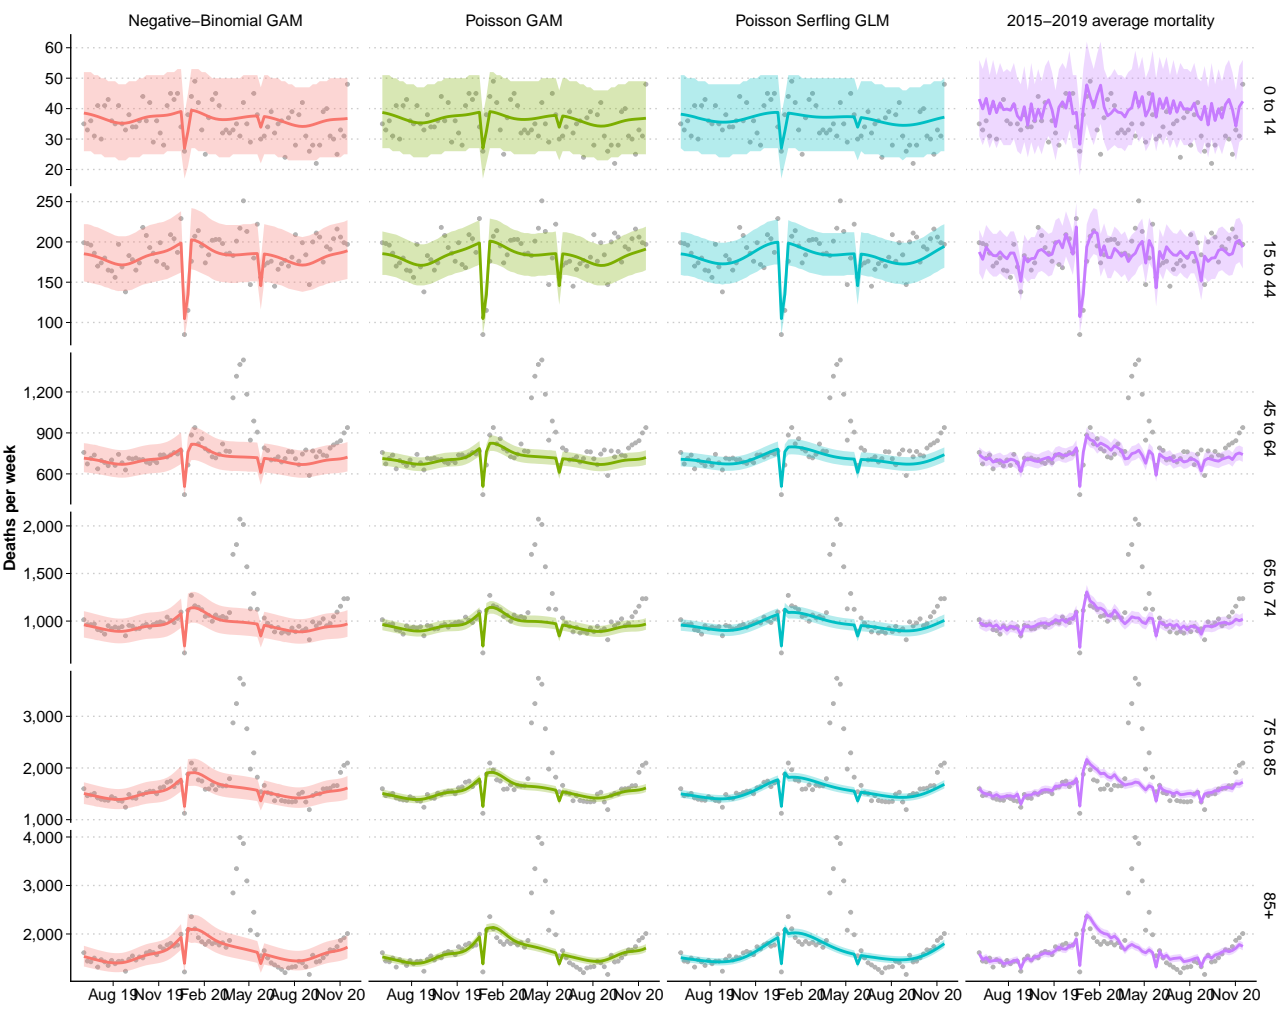 Negative−Binomial GAM
Poisson GAM
Poisson Serfling GLM
2015−2019 average mortality
60
50
40
30
20
0 to 14
250
200
150
100
15 to 44
1,200
900
600
45 to 64
Deaths per week
2,000
1,500
1,000
65 to 74
3,000
2,000
1,000
75 to 85
4,000
3,000
2,000
85+
Aug 19 Nov 19 Feb 20 May 20 Aug 20 Nov 20
Aug 19 Nov 19 Feb 20 May 20 Aug 20 Nov 20
Aug 19 Nov 19 Feb 20 May 20 Aug 20 Nov 20
Aug 19 Nov 19 Feb 20 May 20 Aug 20 Nov 20